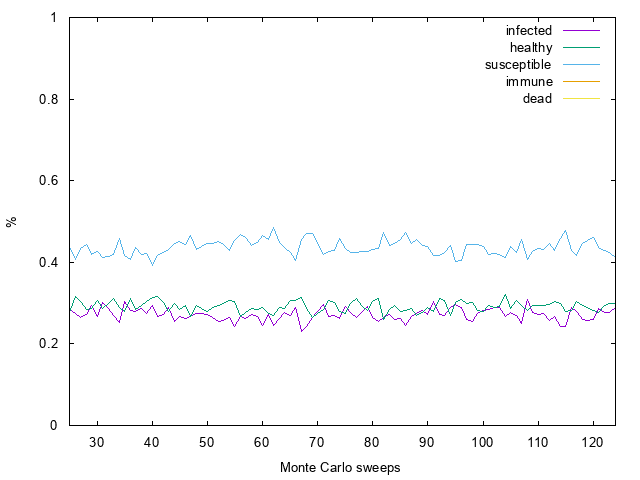 1
0.8
0.6
0.4
0.2
0
%
30 40 50 60 70 80 90 100 110 120
Monte Carlo sweeps
infected
healthy
susceptible
immune
dead